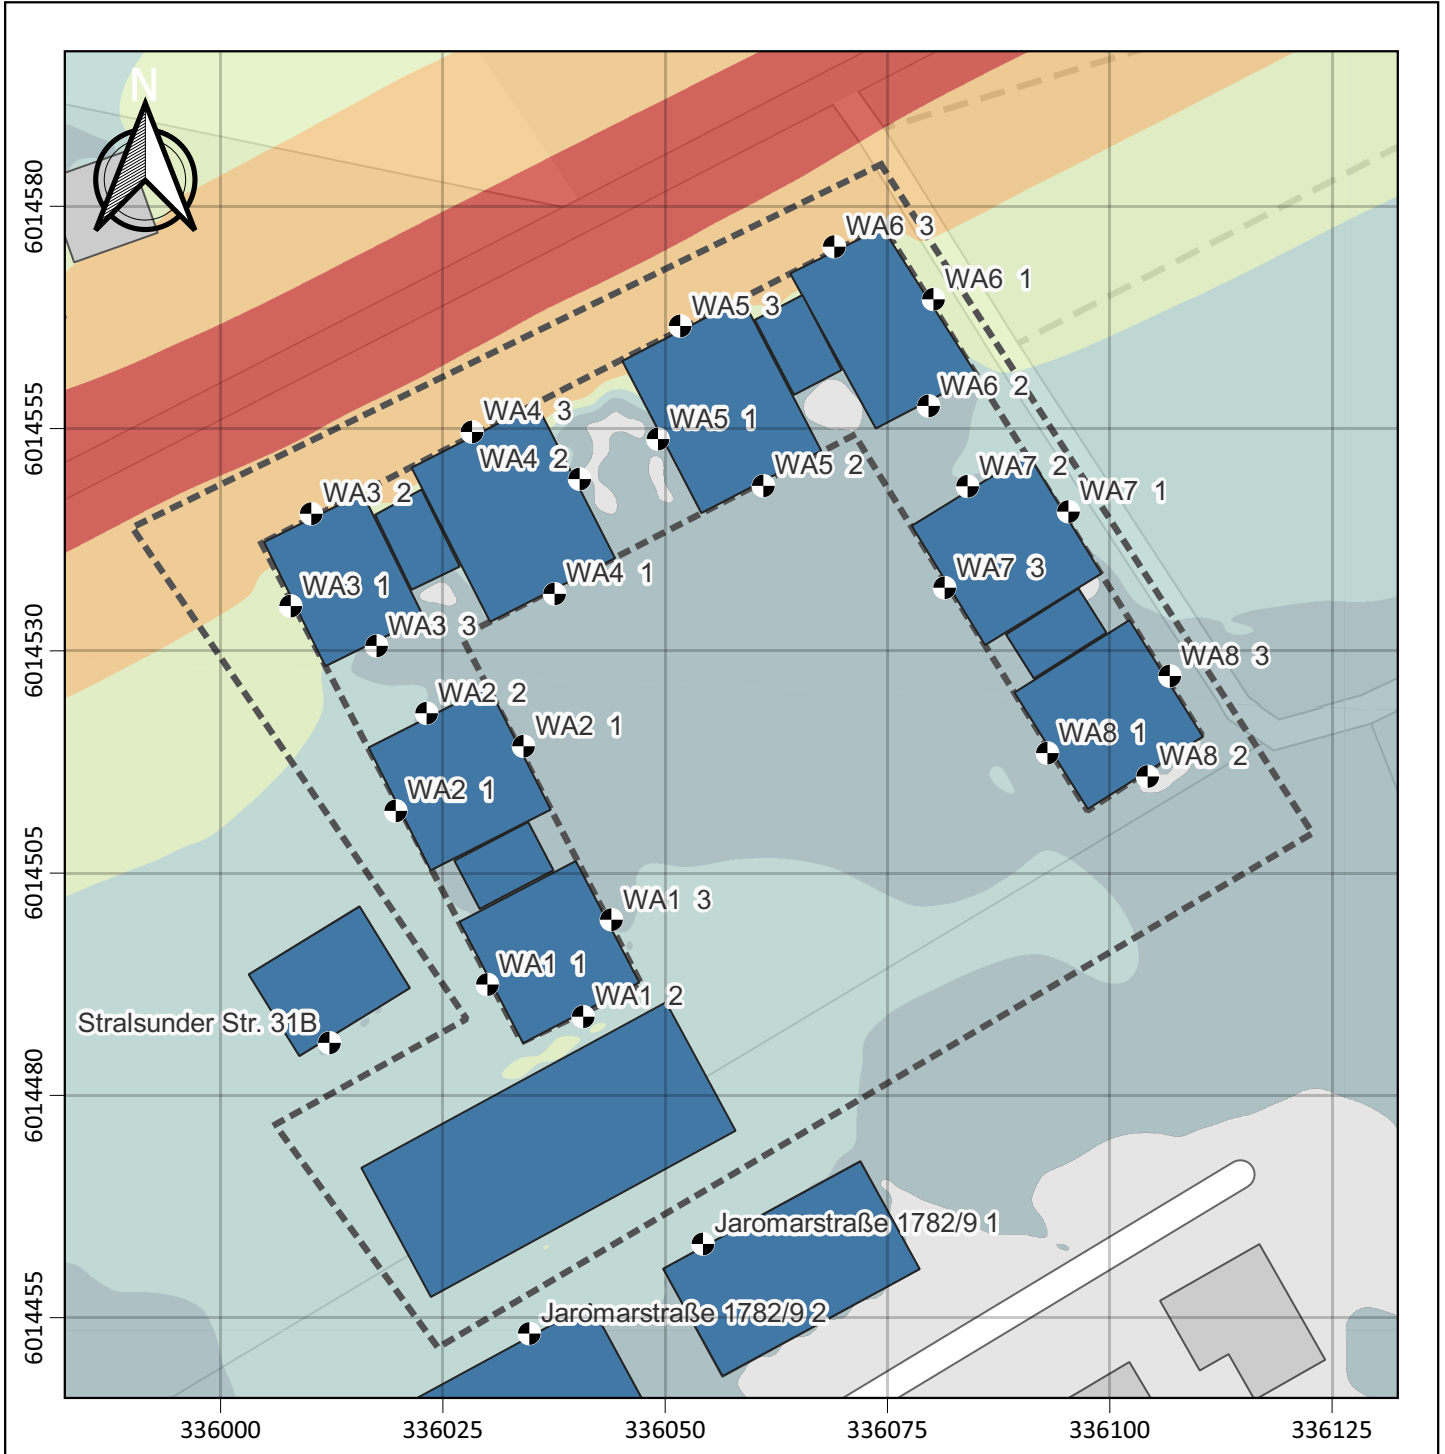 N
6014580
WA6 3
WA6 1
WA5 3
WA6 2
6014555
WA4 3
WA5 1
WA4 2
WA5 2
WA7 2
WA3 2
WA7 1
WA3 1
WA4 1
WA7 3
WA3 3
6014530
WA8 3
WA2 2
WA2 1
WA8 1
WA8 2
WA2 1
6014505
WA1 3
WA1 1
WA1 2
Stralsunder Str. 31B
6014480
Jaromarstraße 1782/9 1
Jaromarstraße 1782/9 2
6014455
336000
336025
336050
336075
336100
336125